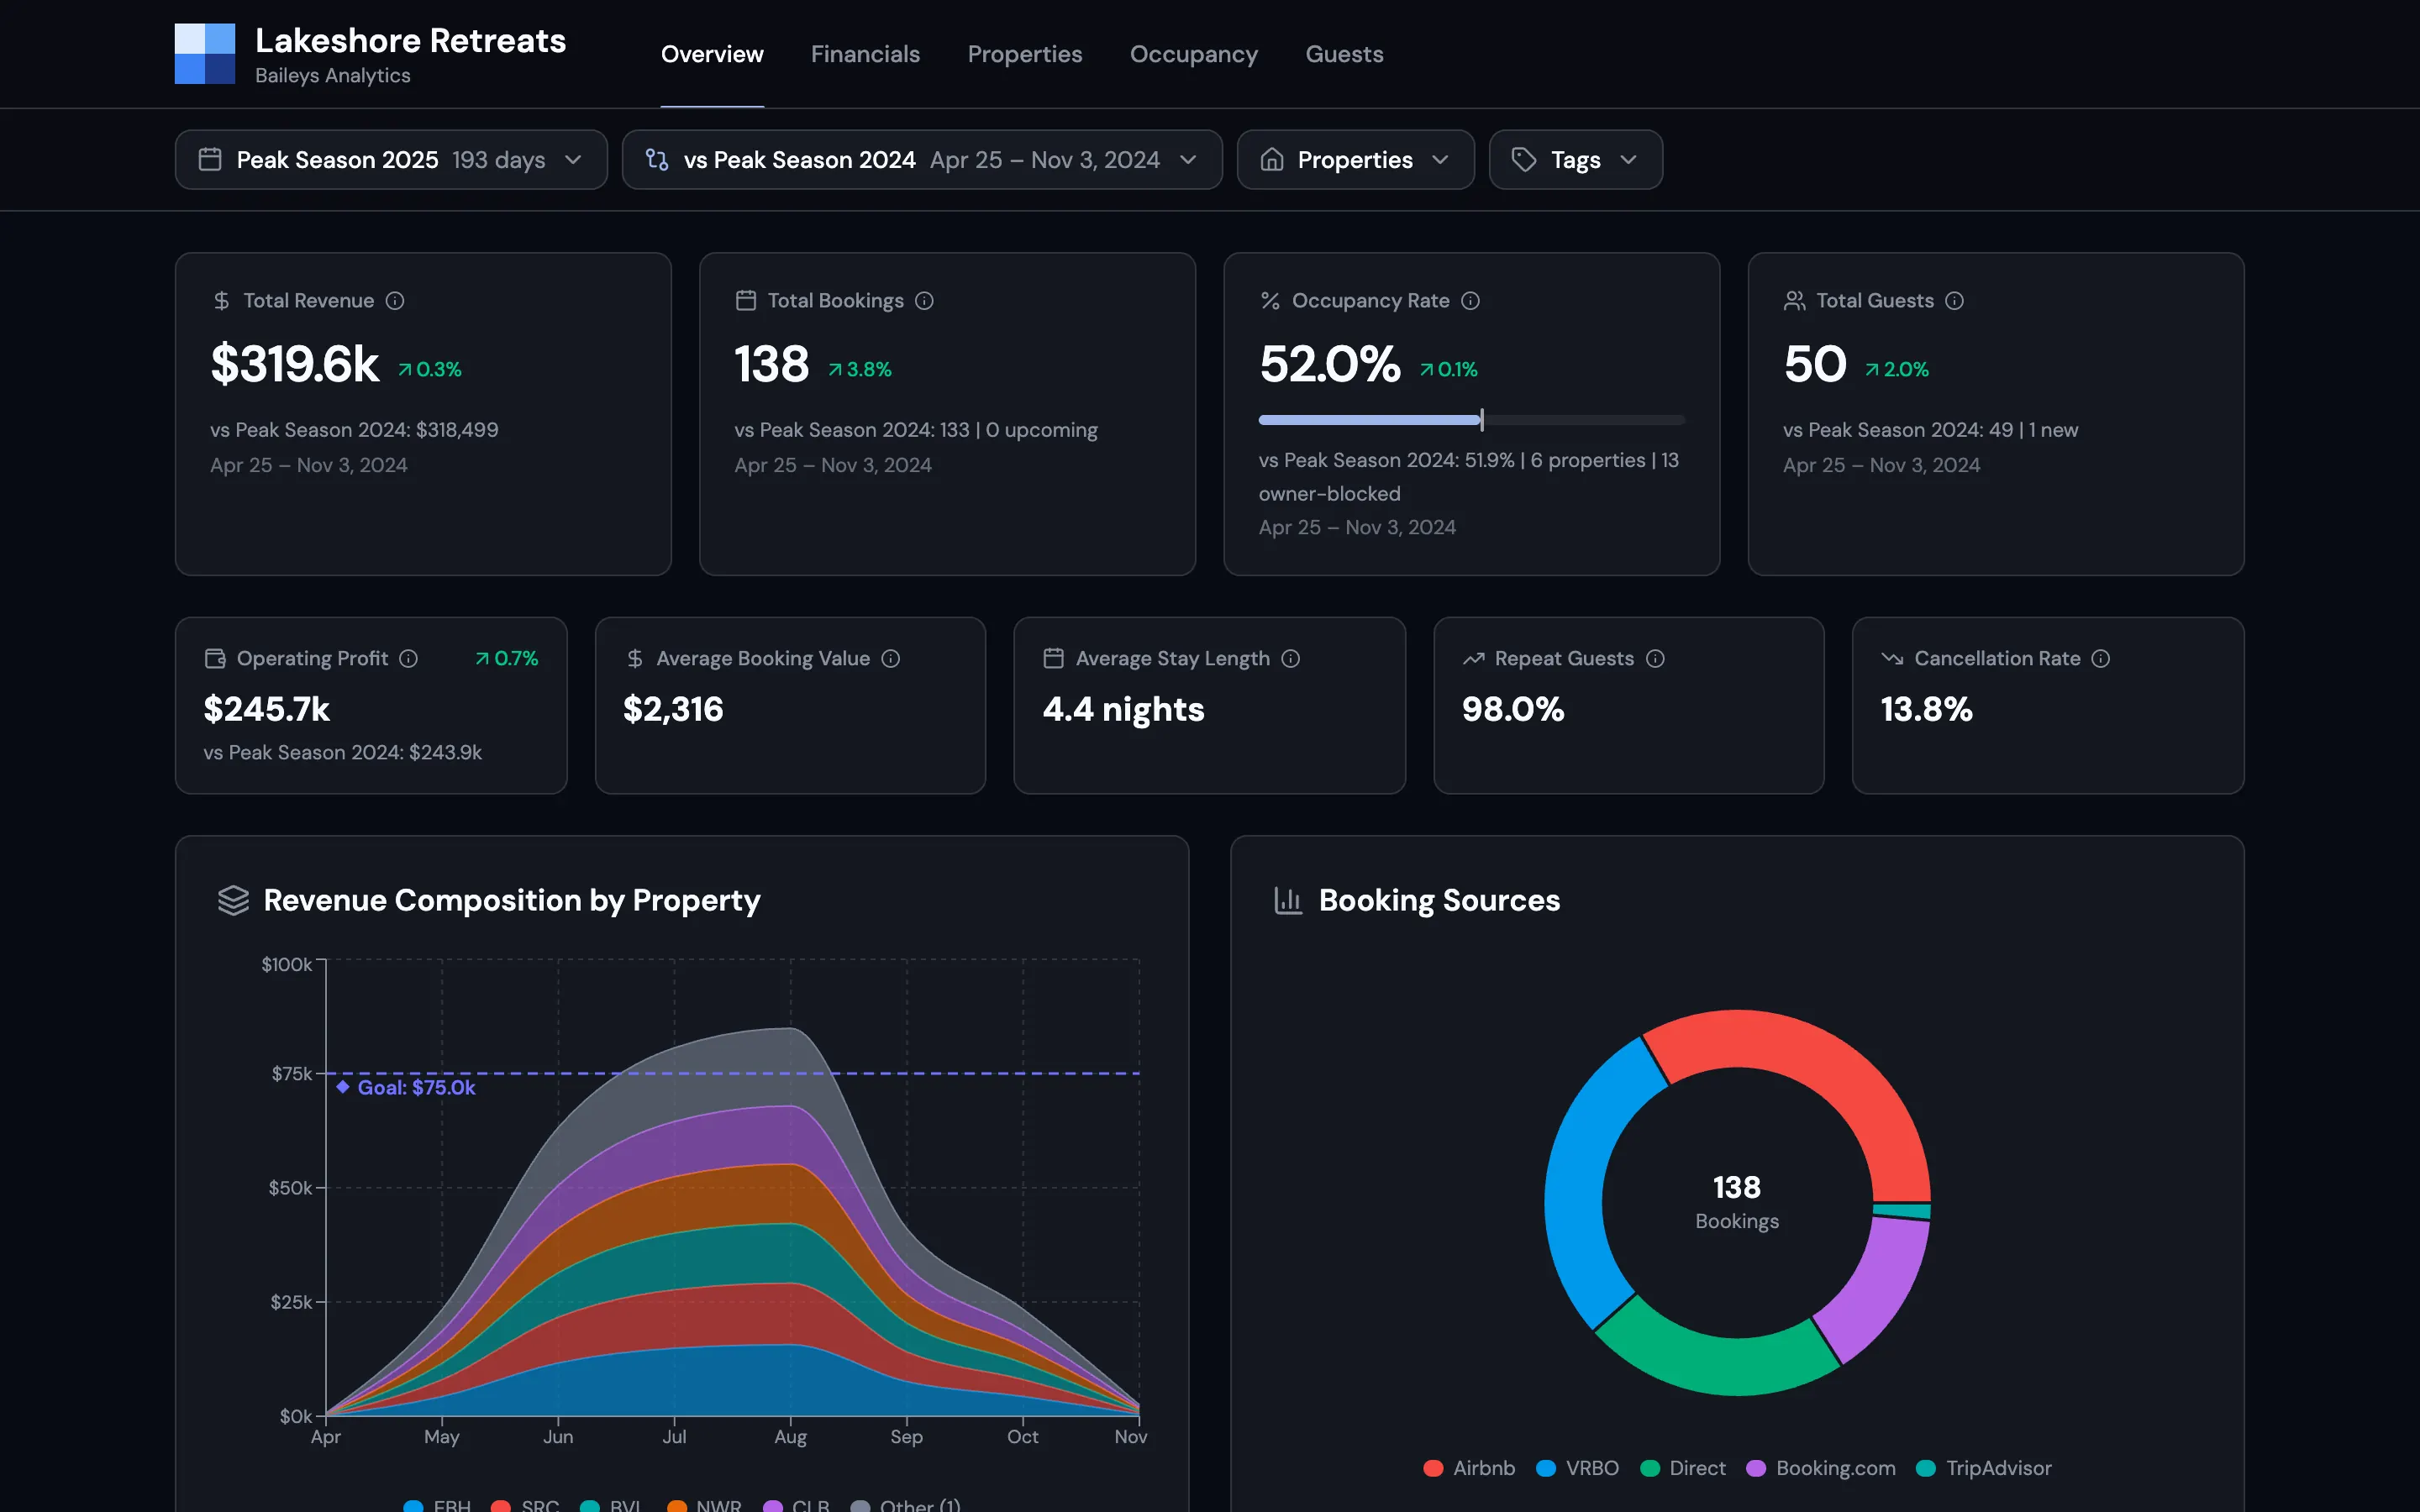 Lakeshore Retreats
Baileys Analytics
Overview
Financials
Properties
Occupancy
Guests
Peak Season 2025 193 days
vs Peak Season 2024 Apr 25 – Nov 3, 2024
Properties
Tags
Total Revenue
$319.6k 0.3%
vs Peak Season 2024: $318,499
Apr 25 – Nov 3, 2024
Total Bookings
138 3.8%
vs Peak Season 2024: 133 | 0 upcoming
Apr 25 – Nov 3, 2024
Occupancy Rate
52.0% 0.1%
vs Peak Season 2024: 51.9% | 6 properties | 13
owner-blocked
Apr 25 – Nov 3, 2024
Total Guests
50 2.0%
vs Peak Season 2024: 49 | 1 new
Apr 25 – Nov 3, 2024
Operating Profit 0.7%
$245.7k
vs Peak Season 2024: $243.9k
Average Booking Value
$2,316
Average Stay Length
4.4 nights
Repeat Guests
98.0%
Cancellation Rate
13.8%
Revenue Composition by Property
$100k
$75k
Goal: $75.0k
$50k
$25k
$0k
Apr May Jun Jul Aug Sep Oct Nov
EBH SRC BVL NWR CLB Other (1)
Booking Sources
138
Bookings
Airbnb VRBO Direct Booking.com TripAdvisor